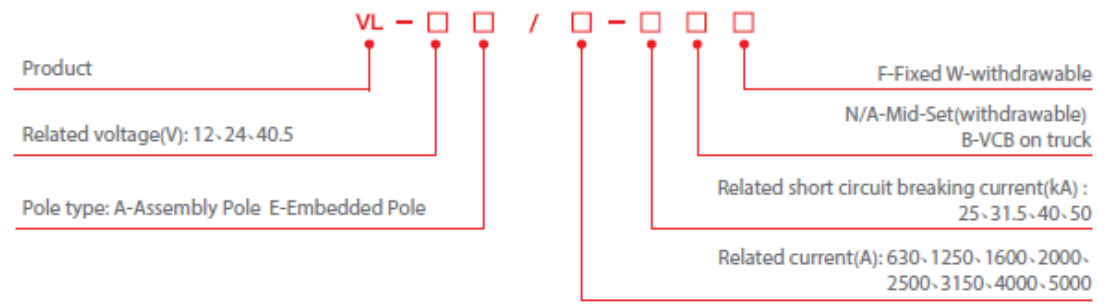 VL - □ □ / □ - □ □ □
Product
F-Fixed W-withdrawable
Related voltage(V): 12、24、40.5
N/A-Mid-Set(withdrawable)
B-VCB on truck
Pole type: A-Assembly Pole E-Embedded Pole
Related short circuit breaking current(kA) :
25、31.5、40、50
Related current(A): 630、1250、1600、2000、
2500、3150、4000、5000